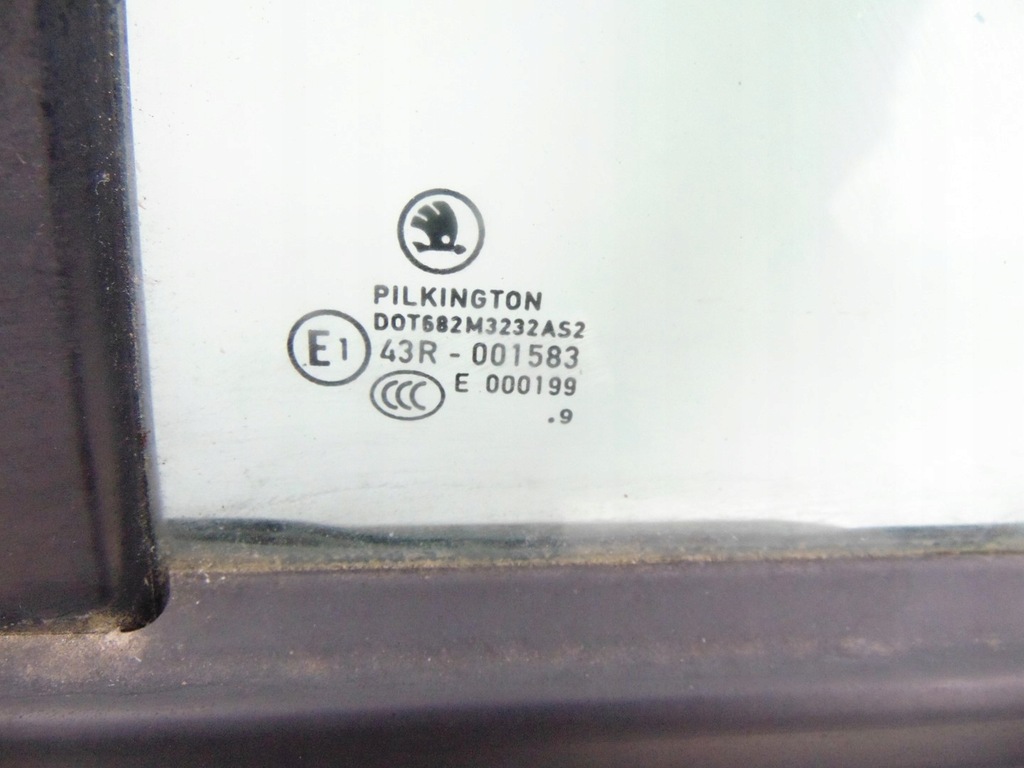 PILKINGTON
DOT682M3232AS2
E1 43R - 001583
CCC E 000199
.9